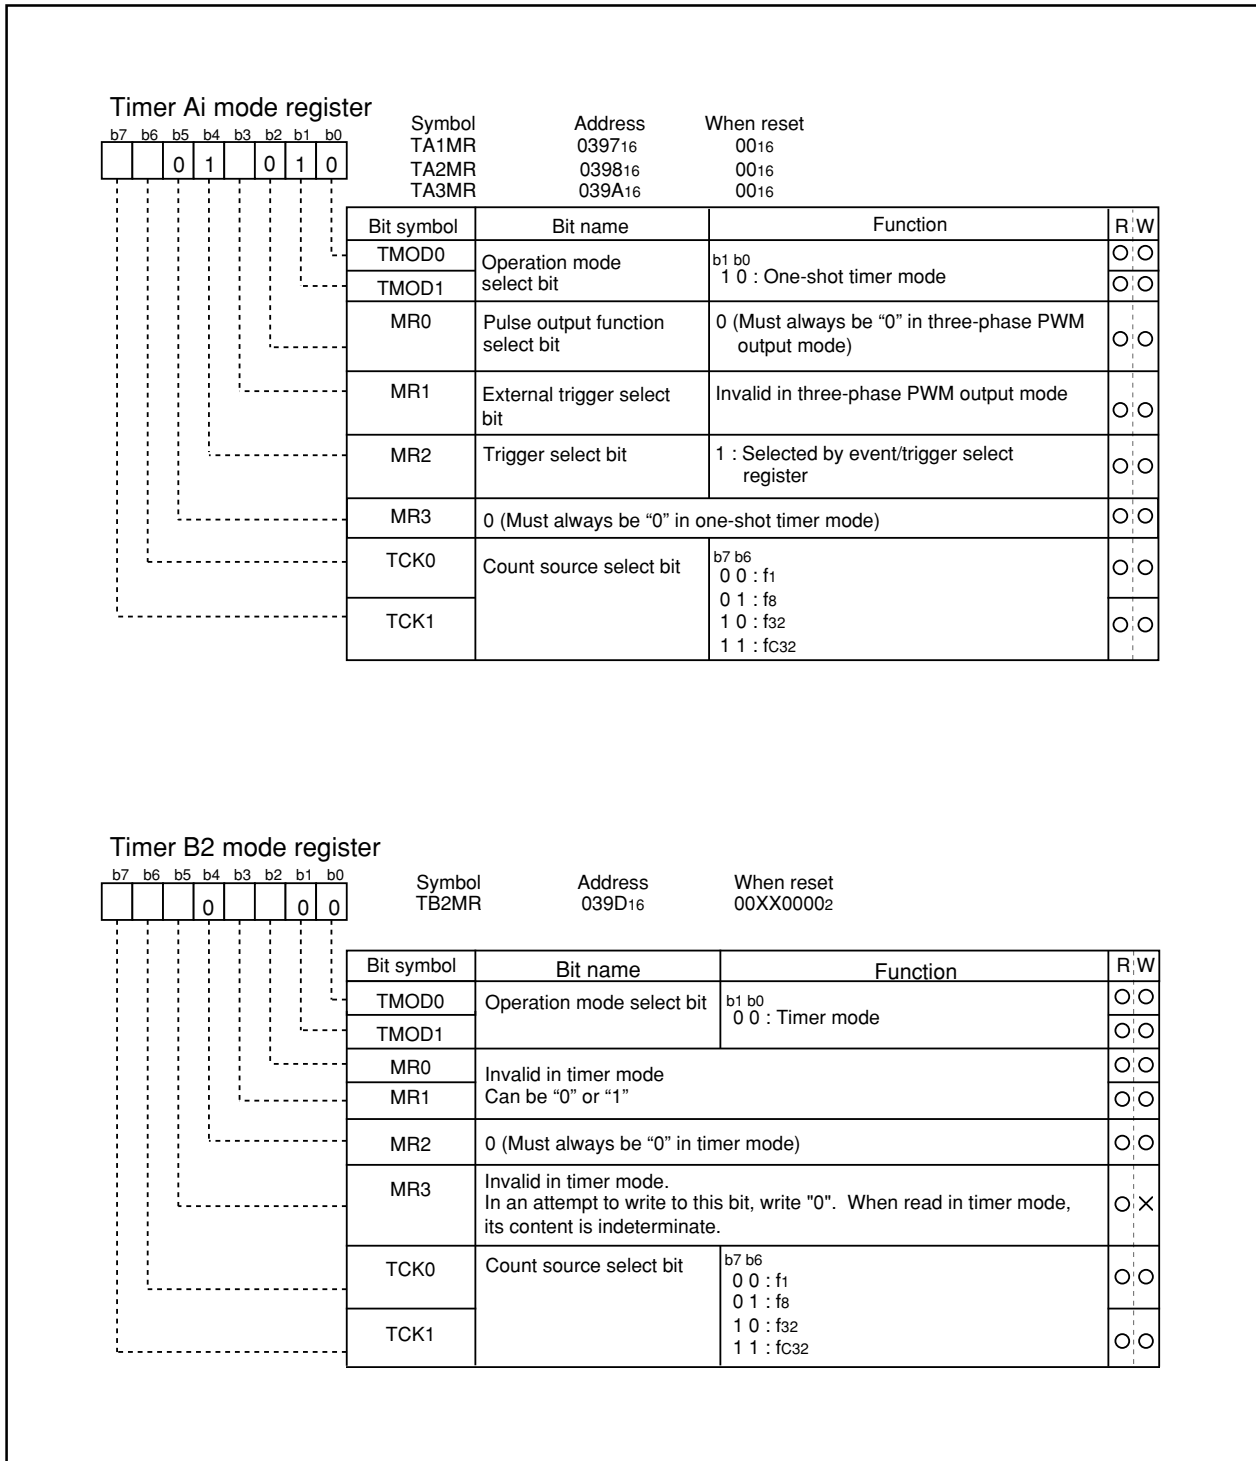 Timer Ai mode register
b7 b6 b5 b4 b3 b2 b1 b0
0 1 0 1 0
Symbol Address When reset
TA1MR 039716 0016
TA2MR 039816 0016
TA3MR 039A16 0016
Bit symbol Bit name Function R W
TMOD0
TMOD1
Operation mode
select bit
b1 b0
1 0 : One-shot timer mode
MR0
Pulse output function
select bit
0 (Must always be “0” in three-phase PWM
output mode)
MR1
External trigger select
bit
Invalid in three-phase PWM output mode
MR2
Trigger select bit
1 : Selected by event/trigger select
register
MR3
0 (Must always be “0” in one-shot timer mode)
TCK0
TCK1
Count source select bit
b7 b6
0 0 : f1
0 1 : f8
1 0 : f32
1 1 : fC32
Timer B2 mode register
b7 b6 b5 b4 b3 b2 b1 b0
0 0 0
Symbol Address When reset
TB2MR 039D16 00XX00002
Bit symbol Bit name Function R W
TMOD0
TMOD1
Operation mode select bit
b1 b0
0 0 : Timer mode
MR0
MR1
Invalid in timer mode
Can be “0” or “1”
MR2
0 (Must always be “0” in timer mode)
MR3
Invalid in timer mode.
In an attempt to write to this bit, write "0". When read in timer mode,
its content is indeterminate.
TCK0
TCK1
Count source select bit
b7 b6
0 0 : f1
0 1 : f8
1 0 : f32
1 1 : fC32